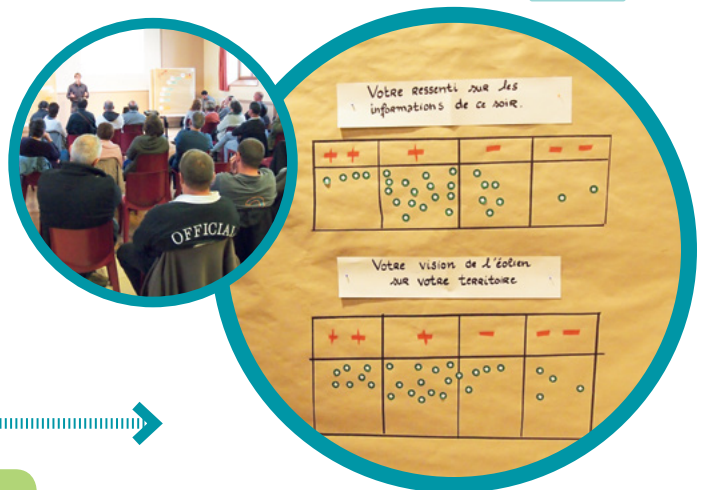 OFFICIAL
Votre ressenti sur les
informations de ce soir.
++ + - --
Votre vision de l'éolien
sur votre territoire
++ + - --